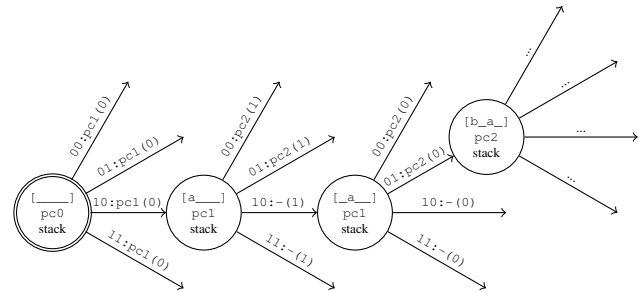 00:pc1(0)
01:pc1(0)
10:pc1(0)
11:pc1(0)
[____]
pc0
stack
00:pc2(1)
01:pc2(1)
10:-(1)
11:-(1)
[a___]
pc1
stack
00:pc2(0)
01:pc2(0)
10:-(0)
11:-(0)
[_a__]
pc1
stack
...
...
...
...
[b_a_]
pc2
stack